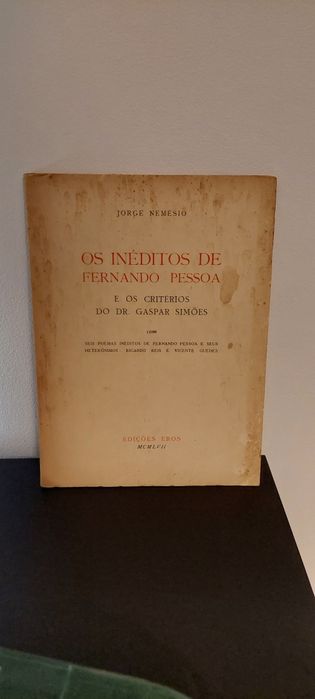 JORGE NEMÉSIO
OS INÉDITOS DE
FERNANDO PESSOA
E OS CRITÉRIOS
DO DR. GASPAR SIMÕES
com
SEIS POEMAS INÉDITOS DE FERNANDO PESSOA E SEUS
HETERÓNIMOS: RICARDO REIS E VICENTE GUEDES
EDIÇÕES EROS
MCMLVII